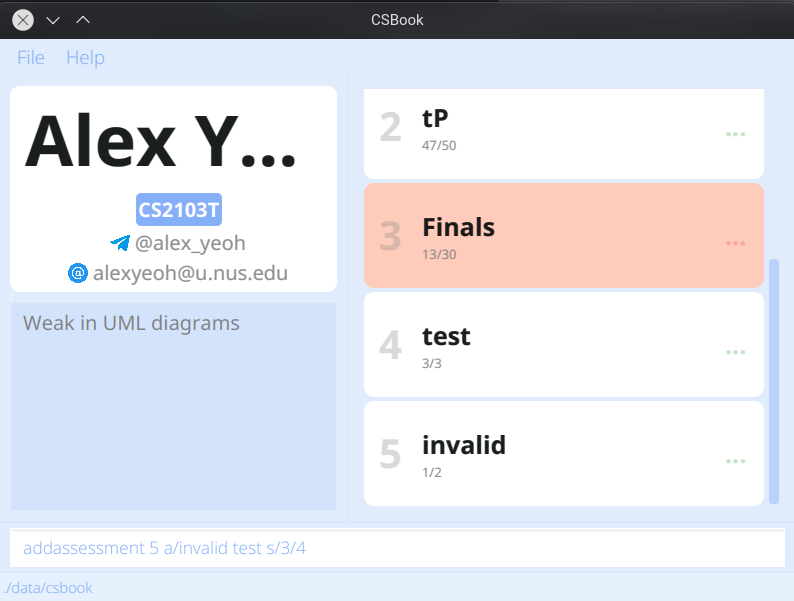 CSBook
File Help
Alex Y...
CS2103T
@alex_yeoh
@ alexyeoh@u.nus.edu
Weak in UML diagrams
2 tP ...
47/50
3 Finals ...
13/30
4 test ...
3/3
5 invalid ...
1/2
addassessment 5 a/invalid test s/3/4
./data/csbook